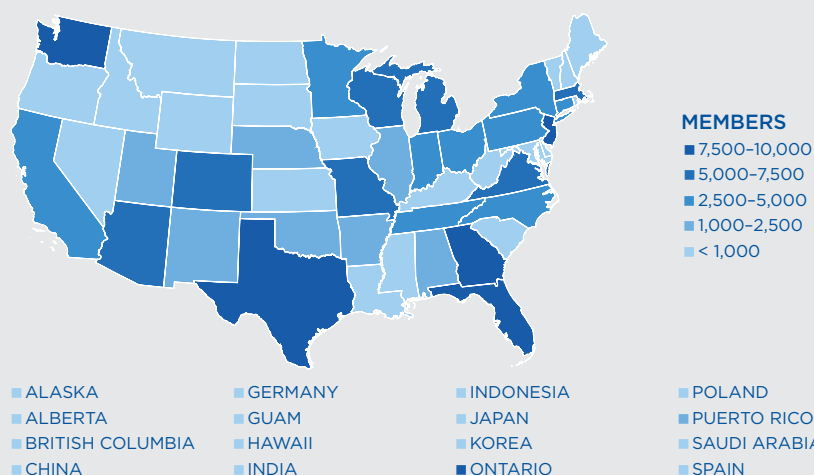 MEMBERS
7,500–10,000
5,000–7,500
2,500–5,000
1,000–2,500
< 1,000
ALASKA
ALBERTA
BRITISH COLUMBIA
CHINA
GERMANY
GUAM
HAWAII
INDIA
INDONESIA
JAPAN
KOREA
ONTARIO
POLAND
PUERTO RICO
SAUDI ARABIA
SPAIN